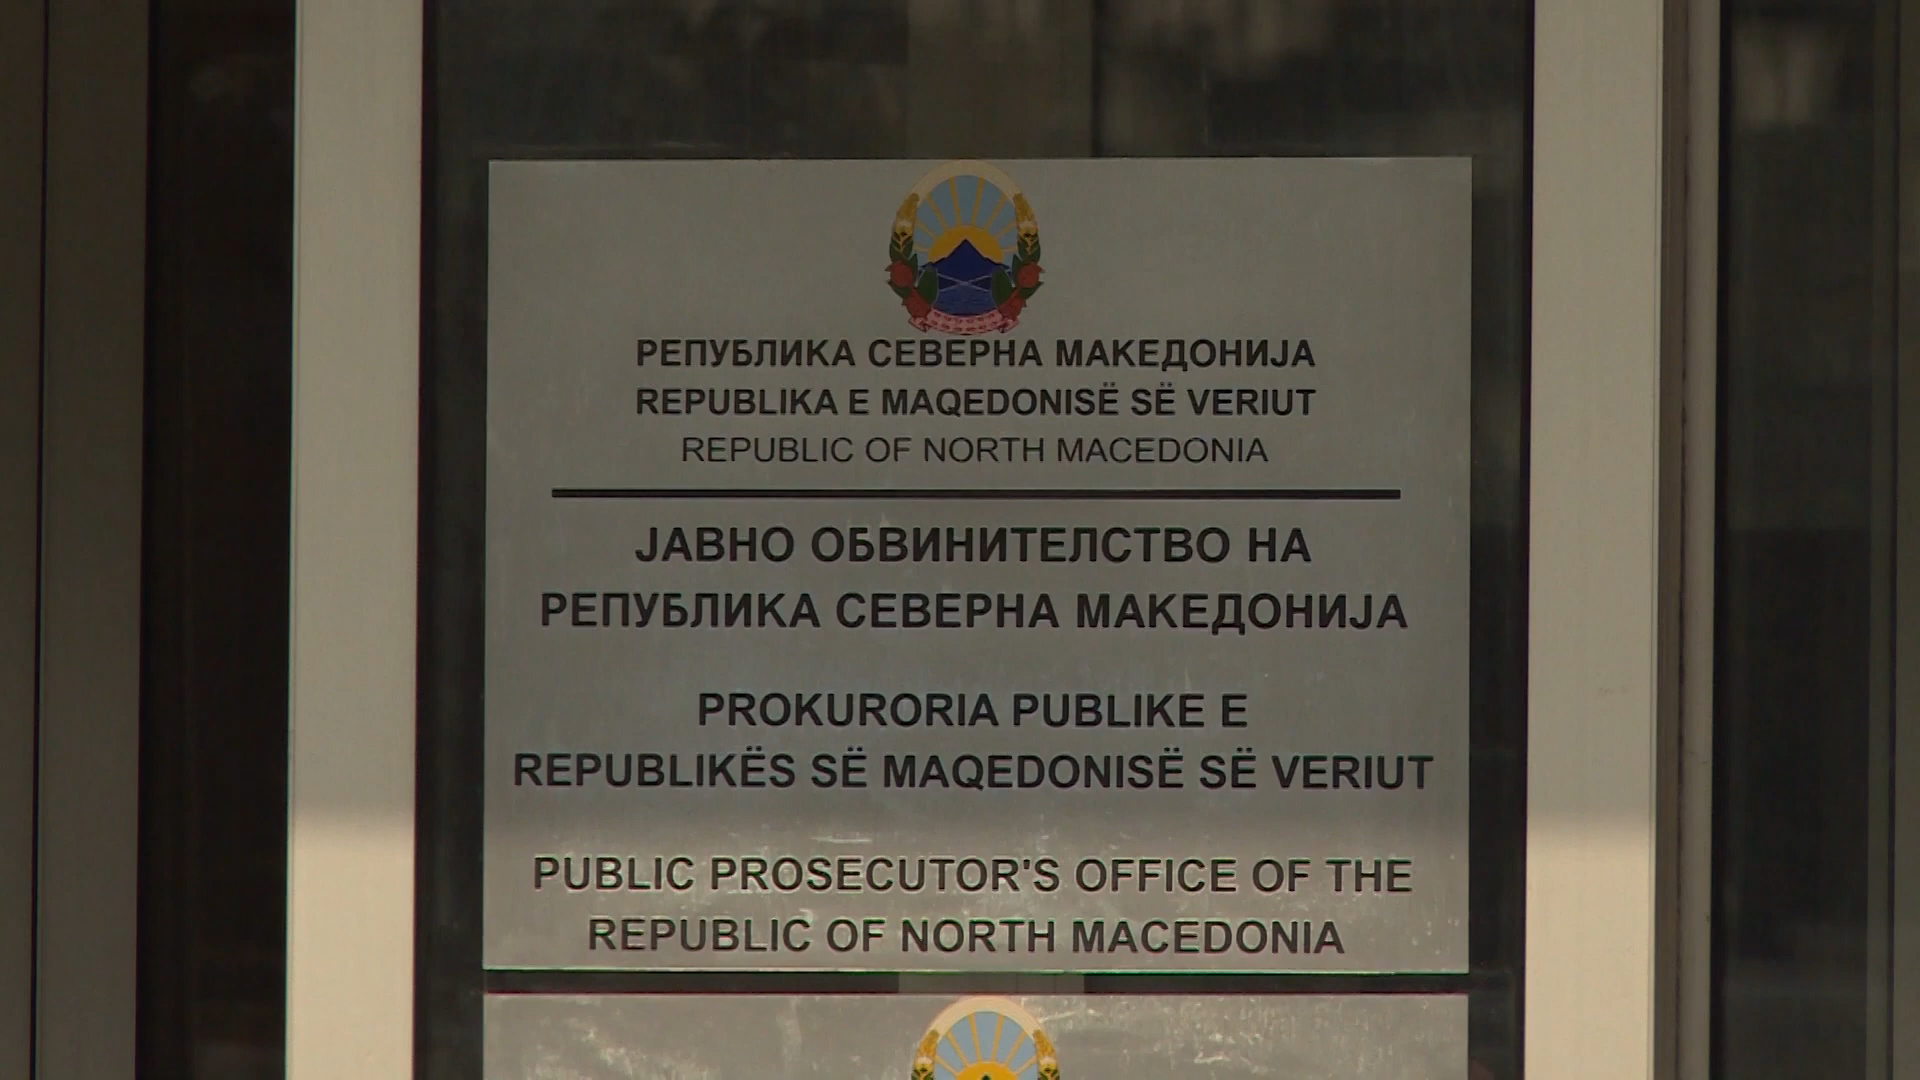 РЕПУБЛИКА СЕВЕРНА МАКЕДОНИЈА
REPUBLIKA E MAQEDONISË SË VERIUT
REPUBLIC OF NORTH MACEDONIA
ЈАВНО ОБВИНИТЕЛСТВО НА
РЕПУБЛИКА СЕВЕРНА МАКЕДОНИЈА
PROKURORIA PUBLIKE E
REPUBLIKËS SË MAQEDONISË SË VERIUT
PUBLIC PROSECUTOR'S OFFICE OF THE
REPUBLIC OF NORTH MACEDONIA